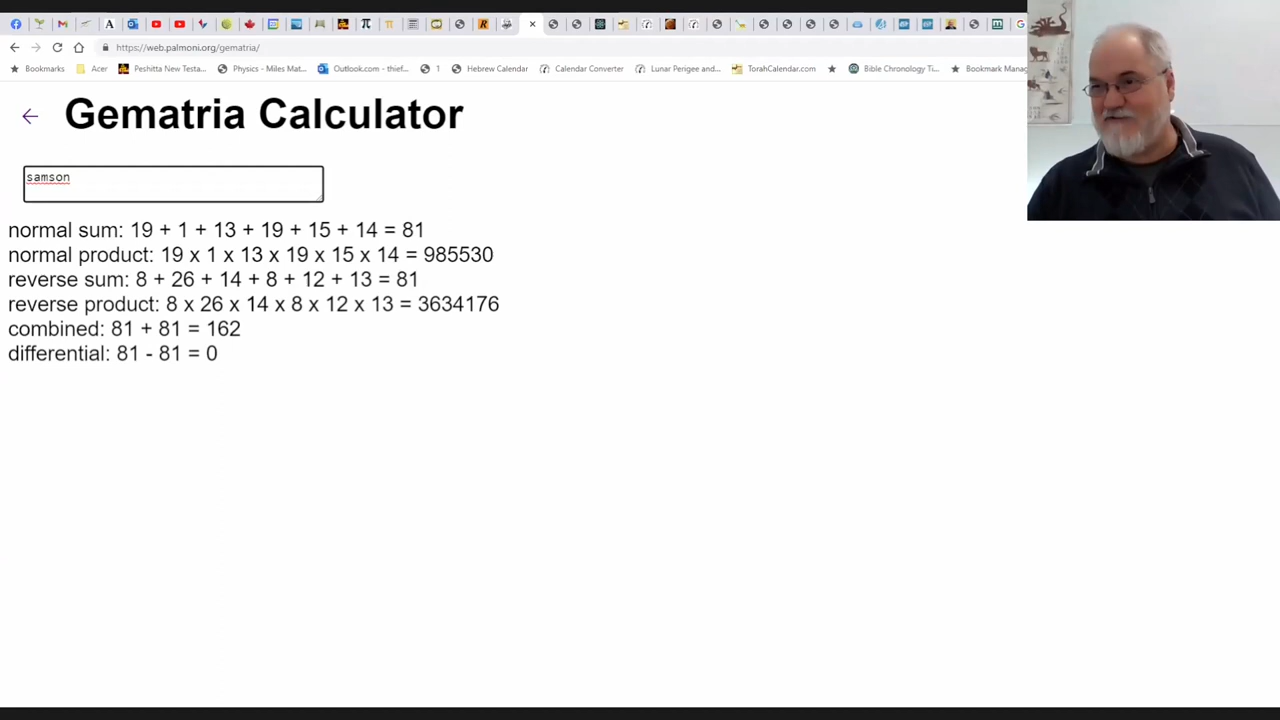 https://web.palmoni.org/gematria/
Bookmarks Acer Peshitta New Testa... Physics - Miles Mat... Outlook.com - thief... 1 Hebrew Calendar Calendar Converter Lunar Perigee and... TorahCalendar.com Bible Chronology Ti... Bookmark Manag
Gematria Calculator
samson
normal sum: 19 + 1 + 13 + 19 + 15 + 14 = 81
normal product: 19 x 1 x 13 x 19 x 15 x 14 = 985530
reverse sum: 8 + 26 + 14 + 8 + 12 + 13 = 81
reverse product: 8 x 26 x 14 x 8 x 12 x 13 = 3634176
combined: 81 + 81 = 162
differential: 81 - 81 = 0